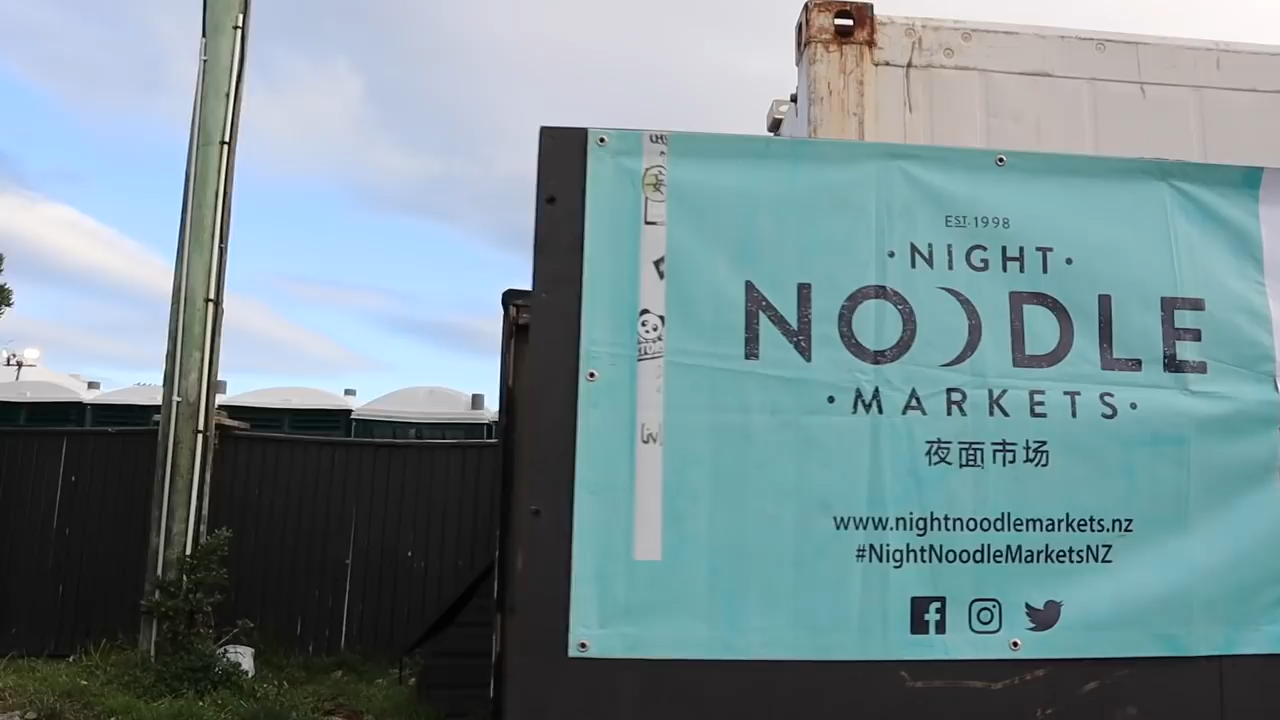 EST. 1998
·NIGHT·
NOODLE
·MARKETS·
夜面市场
www.nightnoodlemarkets.nz
#NightNoodleMarketsNZ